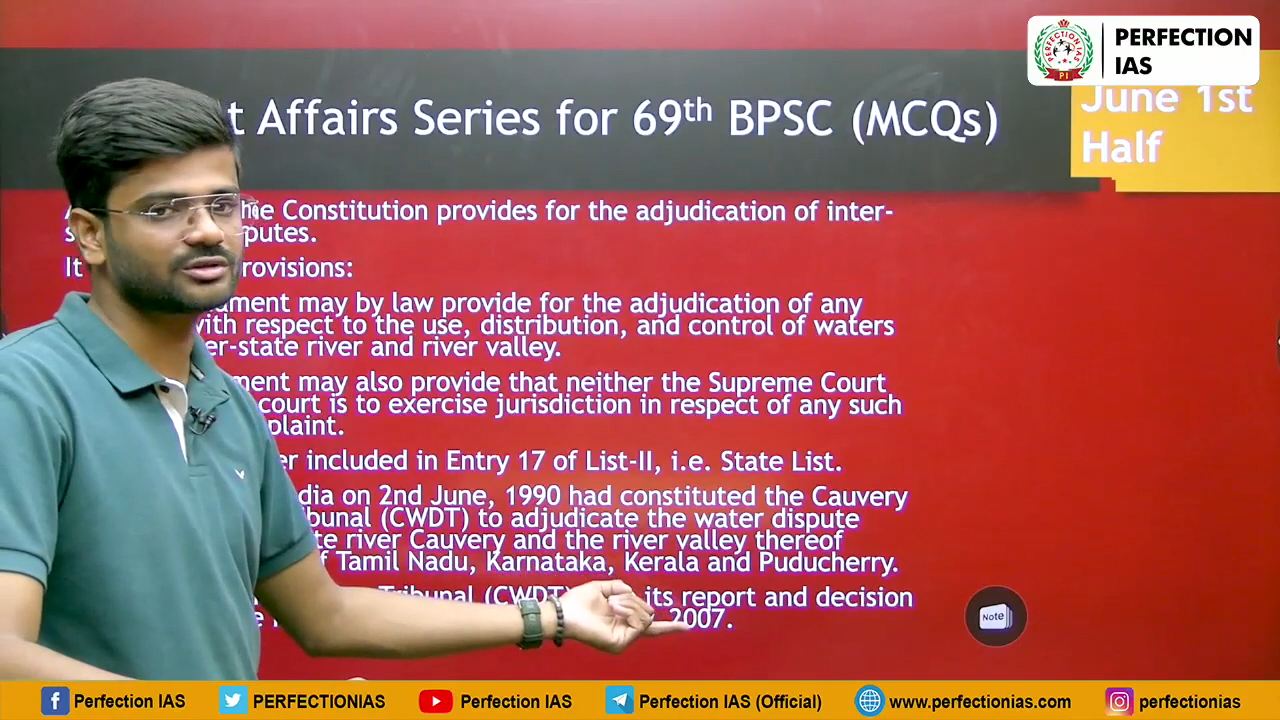 PERFECTION
IAS
PERFECTION IAS
PI
t Affairs Series for 69th BPSC (MCQs)
June 1st
Half
he Constitution provides for the adjudication of inter-
putes.
It rovisions:
ment may by law provide for the adjudication of any
with respect to the use, distribution, and control of waters
er-state river and river valley.
ment may also provide that neither the Supreme Court
court is to exercise jurisdiction in respect of any such
plaint.
er included in Entry 17 of List-II, i.e. State List.
dia on 2nd June, 1990 had constituted the Cauvery
bunal (CWDT) to adjudicate the water dispute
te river Cauvery and the river valley thereof
f Tamil Nadu, Karnataka, Kerala and Puducherry.
Tribunal (CWDT) its report and decision
2007.
Note
Perfection IAS
PERFECTIONIAS
Perfection IAS
Perfection IAS (Official)
www.perfectionias.com
perfectionias